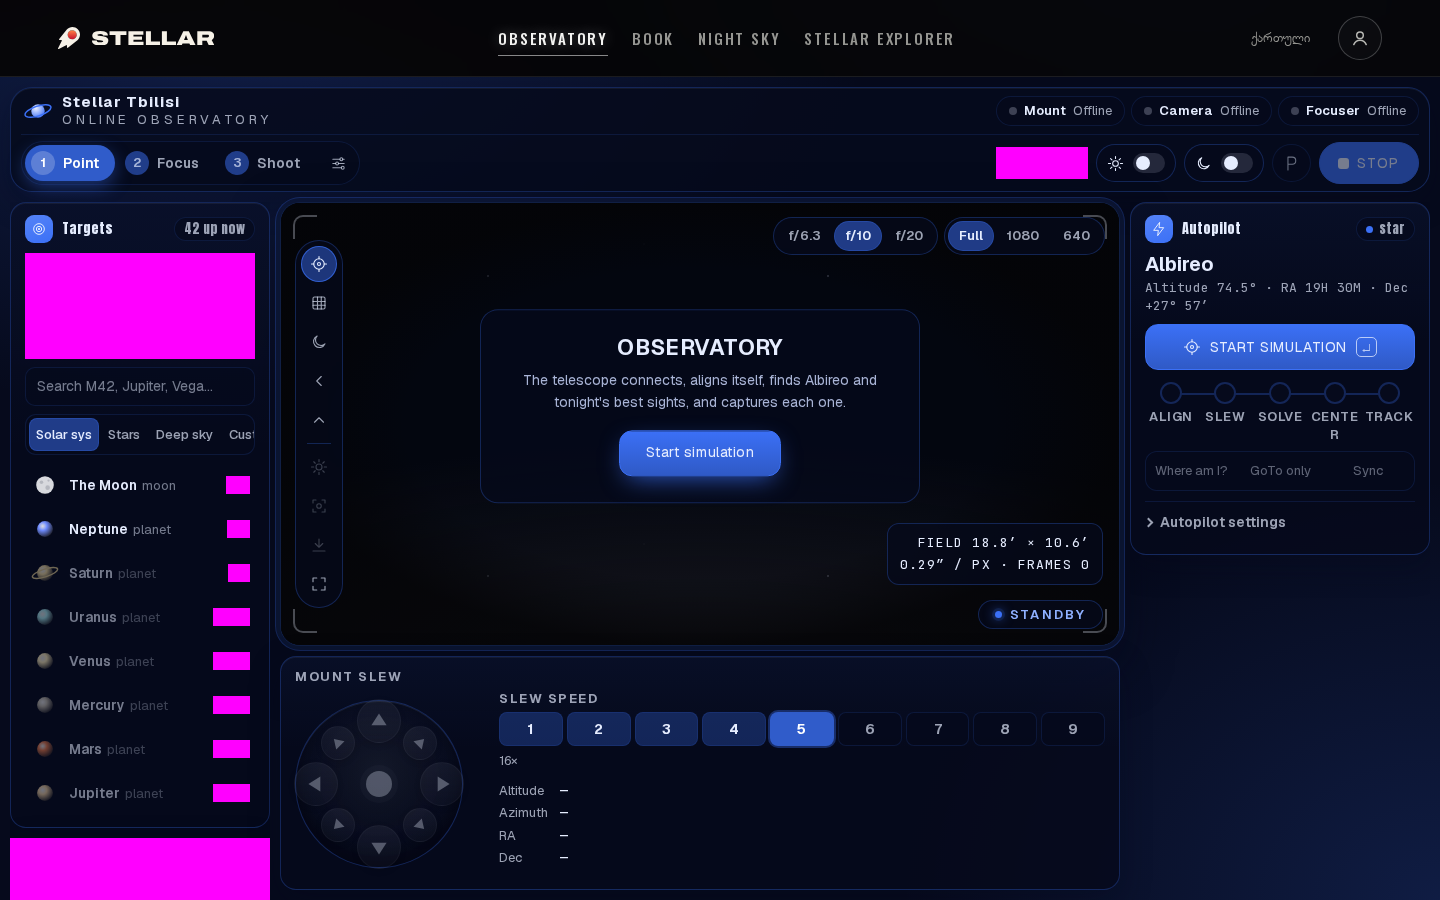 STELLAR
OBSERVATORY BOOK NIGHT SKY STELLAR EXPLORER
ქართული
Stellar Tbilisi
ONLINE OBSERVATORY
Mount Offline Camera Offline Focuser Offline
1 Point 2 Focus 3 Shoot
P STOP
Targets 42 up now
Search M42, Jupiter, Vega...
Solar sys Stars Deep sky Cust
The Moon moon
Neptune planet
Saturn planet
Uranus planet
Venus planet
Mercury planet
Mars planet
Jupiter planet
f/6.3 f/10 f/20 Full 1080 640
OBSERVATORY
The telescope connects, aligns itself, finds Albireo and
tonight's best sights, and captures each one.
Start simulation
FIELD 18.8′ × 10.6′
0.29″ / PX · FRAMES 0
STANDBY
MOUNT SLEW
SLEW SPEED
1 2 3 4 5 6 7 8 9
16×
Altitude –
Azimuth –
RA –
Dec –
Autopilot star
Albireo
Altitude 74.5° · RA 19H 30M · Dec
+27° 57′
START SIMULATION
ALIGN SLEW SOLVE CENTE TRACK
R
Where am I? GoTo only Sync
Autopilot settings